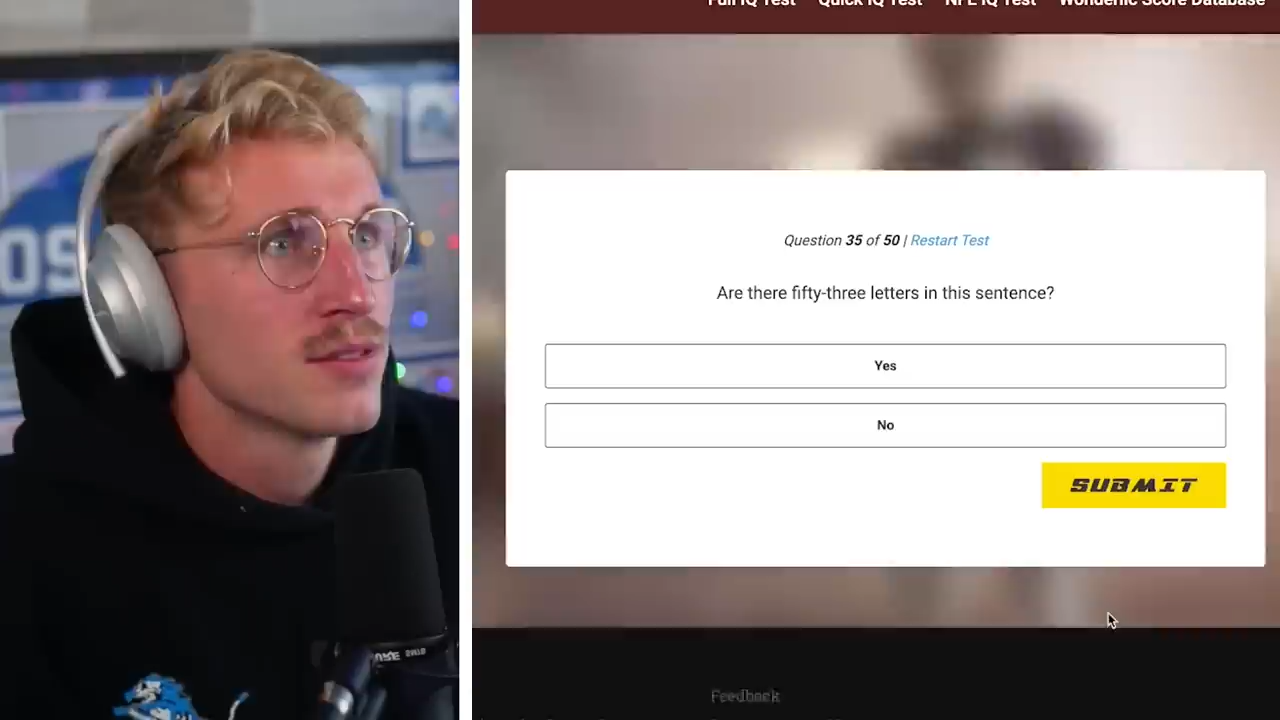 Full IQ Test Quick IQ Test NFL IQ Test Wonderlic Score Database
OS
Question 35 of 50 | Restart Test
Are there fifty-three letters in this sentence?
Yes
No
SUBMIT
Feedback